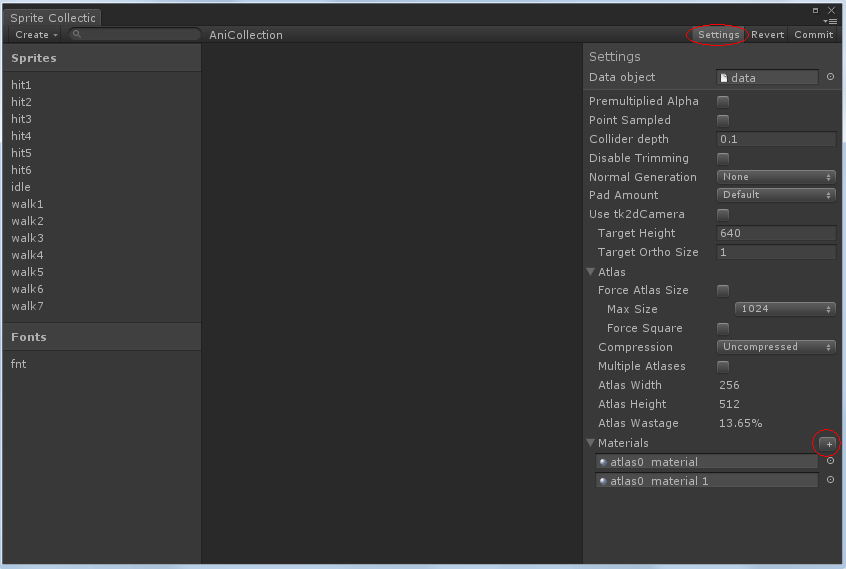 Sprite Collectic
Create
AniCollection
Settings
Revert
Commit
Sprites
hit1
hit2
hit3
hit4
hit5
hit6
idle
walk1
walk2
walk3
walk4
walk5
walk6
walk7
Fonts
fnt
Settings
Data object data
Premultiplied Alpha
Point Sampled
Collider depth 0.1
Disable Trimming
Normal Generation None
Pad Amount Default
Use tk2dCamera
Target Height 640
Target Ortho Size 1
Atlas
Force Atlas Size
Max Size 1024
Force Square
Compression Uncompressed
Multiple Atlases
Atlas Width 256
Atlas Height 512
Atlas Wastage 13.65%
Materials +
atlas0_material
atlas0_material 1